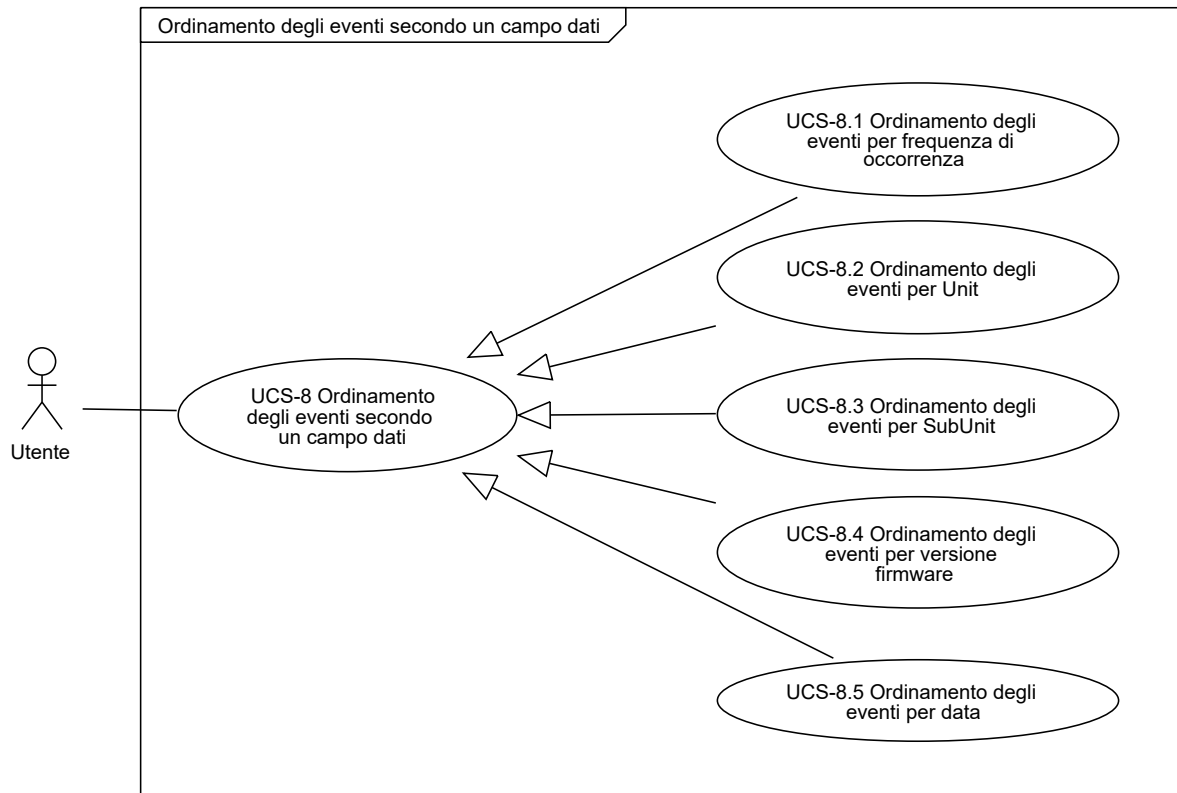 Ordinamento degli eventi secondo un campo dati
UCS-8.1 Ordinamento degli
eventi per frequenza di
occorrenza
UCS-8.2 Ordinamento degli
eventi per Unit
Utente
UCS-8 Ordinamento
degli eventi secondo
un campo dati
UCS-8.3 Ordinamento degli
eventi per SubUnit
UCS-8.4 Ordinamento degli
eventi per versione
firmware
UCS-8.5 Ordinamento degli
eventi per data